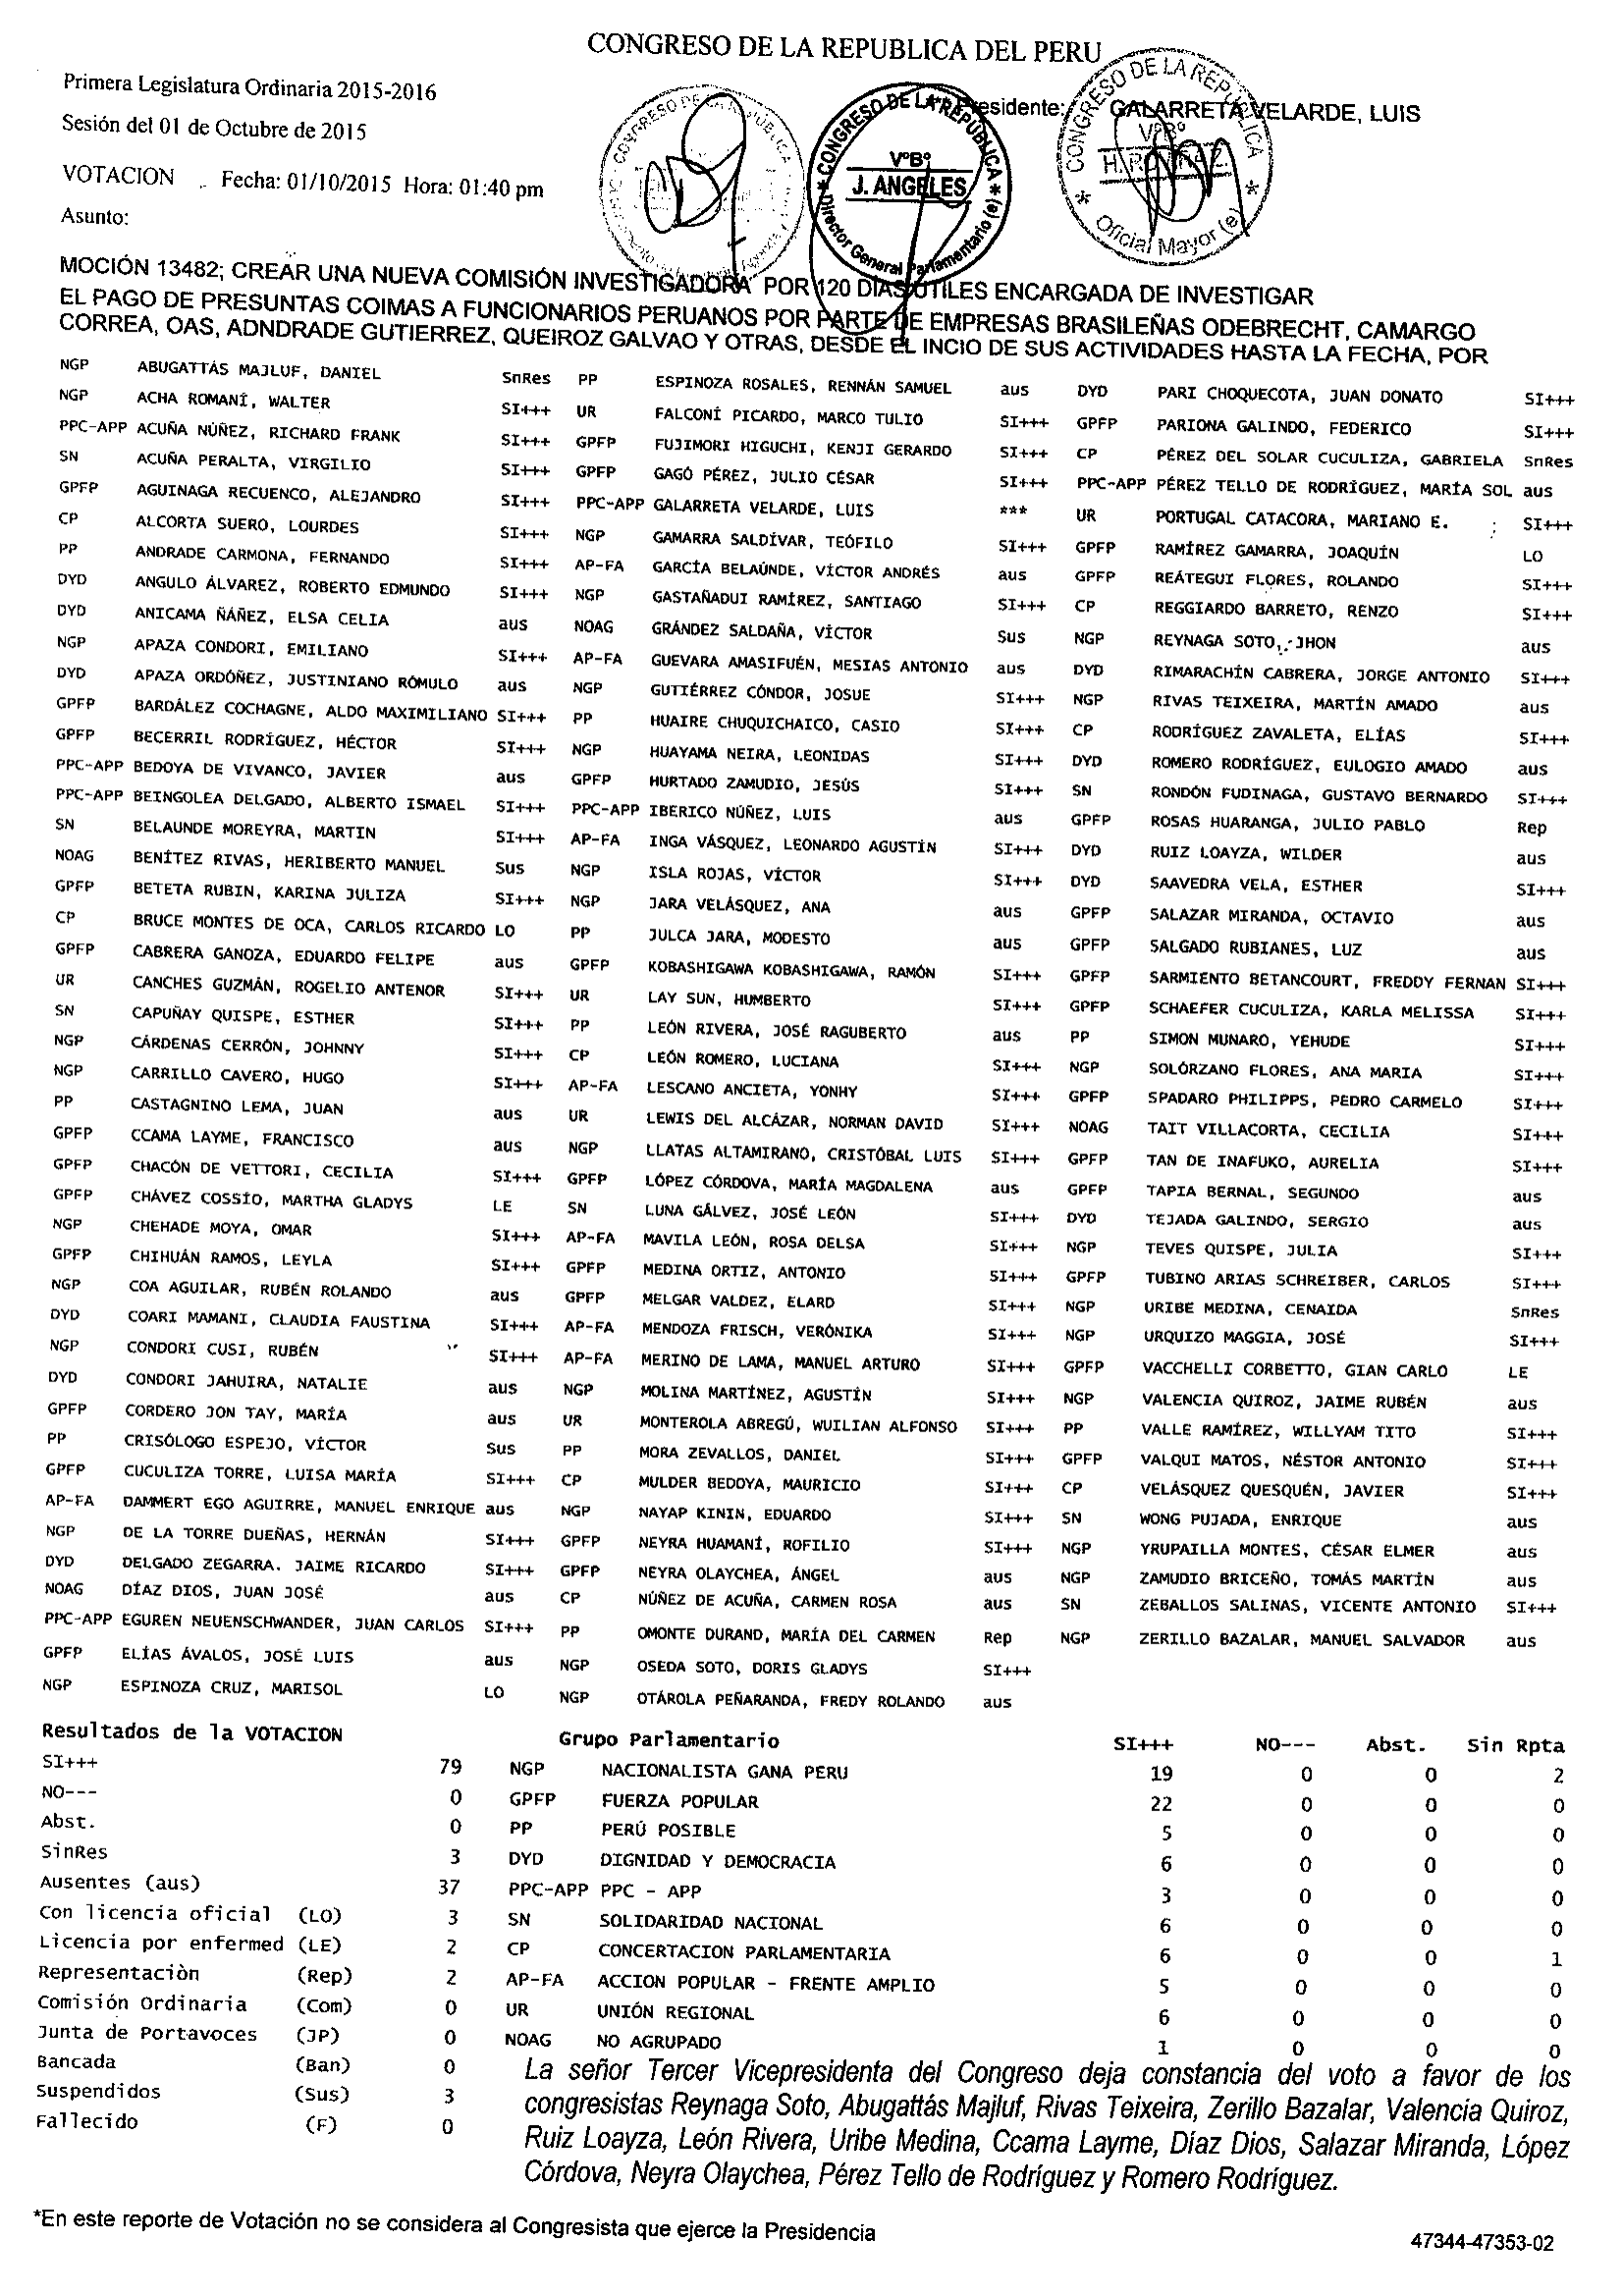 CONGRESO DE LA REPUBLICA DEL PERU
Primera Legislatura Ordinaria 2015-2016
Presidente: GALARRETA VELARDE, LUIS
Sesión del 01 de Octubre de 2015
VOTACION Fecha: 01/10/2015 Hora: 01:40 pm
Asunto:
CONGRESO DE LA REPUBLICA
VºBº
J. ANGELES
Director General Parlamentario (e)
CONGRESO DE LA REPUBLICA
VºBº
Oficial Mayor (e)
MOCIÓN 13482; CREAR UNA NUEVA COMISIÓN INVESTIGADORA POR 120 DÍAS ÚTILES ENCARGADA DE INVESTIGAR
EL PAGO DE PRESUNTAS COIMAS A FUNCIONARIOS PERUANOS POR PARTE DE EMPRESAS BRASILEÑAS ODEBRECHT, CAMARGO
CORREA, OAS, ADNDRADE GUTIERREZ, QUEIROZ GALVAO Y OTRAS, DESDE EL INCIO DE SUS ACTIVIDADES HASTA LA FECHA, POR
NGP ABUGATTÁS MAJLUF, DANIEL SnRes PP ESPINOZA ROSALES, RENNÁN SAMUEL aus DYD PARI CHOQUECOTA, JUAN DONATO SI+++
NGP ACHA ROMANÍ, WALTER SI+++ UR FALCONÍ PICARDO, MARCO TULIO SI+++ GPFP PARIONA GALINDO, FEDERICO SI+++
PPC-APP ACUÑA NÚÑEZ, RICHARD FRANK SI+++ GPFP FUJIMORI HIGUCHI, KENJI GERARDO SI+++ CP PÉREZ DEL SOLAR CUCULIZA, GABRIELA SnRes
SN ACUÑA PERALTA, VIRGILIO SI+++ GPFP GAGÓ PÉREZ, JULIO CÉSAR SI+++ PPC-APP PÉREZ TELLO DE RODRÍGUEZ, MARÍA SOL aus
GPFP AGUINAGA RECUENCO, ALEJANDRO SI+++ PPC-APP GALARRETA VELARDE, LUIS *** UR PORTUGAL CATACORA, MARIANO E. SI+++
CP ALCORTA SUERO, LOURDES SI+++ NGP GAMARRA SALDÍVAR, TEÓFILO SI+++ GPFP RAMÍREZ GAMARRA, JOAQUÍN LO
PP ANDRADE CARMONA, FERNANDO SI+++ AP-FA GARCÍA BELAÚNDE, VÍCTOR ANDRÉS aus GPFP REÁTEGUI FLORES, ROLANDO SI+++
DYD ANGULO ÁLVAREZ, ROBERTO EDMUNDO SI+++ NGP GASTAÑADUI RAMÍREZ, SANTIAGO SI+++ CP REGGIARDO BARRETO, RENZO SI+++
DYD ANICAMA ÑÁÑEZ, ELSA CELIA aus NOAG GRÁNDEZ SALDAÑA, VÍCTOR Sus NGP REYNAGA SOTO, JHON aus
NGP APAZA CONDORI, EMILIANO SI+++ AP-FA GUEVARA AMASIFUÉN, MESIAS ANTONIO aus DYD RIMARACHÍN CABRERA, JORGE ANTONIO SI+++
DYD APAZA ORDÓÑEZ, JUSTINIANO RÓMULO aus NGP GUTIÉRREZ CÓNDOR, JOSUE SI+++ NGP RIVAS TEIXEIRA, MARTÍN AMADO aus
GPFP BARDÁLEZ COCHAGNE, ALDO MAXIMILIANO SI+++ PP HUAIRE CHUQUICHAICO, CASIO SI+++ CP RODRÍGUEZ ZAVALETA, ELÍAS SI+++
GPFP BECERRIL RODRÍGUEZ, HÉCTOR SI+++ NGP HUAYAMA NEIRA, LEONIDAS SI+++ DYD ROMERO RODRÍGUEZ, EULOGIO AMADO aus
PPC-APP BEDOYA DE VIVANCO, JAVIER aus GPFP HURTADO ZAMUDIO, JESÚS SI+++ SN RONDÓN FUDINAGA, GUSTAVO BERNARDO SI+++
PPC-APP BEINGOLEA DELGADO, ALBERTO ISMAEL SI+++ PPC-APP IBERICO NÚÑEZ, LUIS aus GPFP ROSAS HUARANGA, JULIO PABLO Rep
SN BELAUNDE MOREYRA, MARTIN SI+++ AP-FA INGA VÁSQUEZ, LEONARDO AGUSTÍN SI+++ DYD RUIZ LOAYZA, WILDER aus
NOAG BENÍTEZ RIVAS, HERIBERTO MANUEL Sus NGP ISLA ROJAS, VÍCTOR SI+++ DYD SAAVEDRA VELA, ESTHER SI+++
GPFP BETETA RUBIN, KARINA JULIZA SI+++ NGP JARA VELÁSQUEZ, ANA aus GPFP SALAZAR MIRANDA, OCTAVIO aus
CP BRUCE MONTES DE OCA, CARLOS RICARDO LO PP JULCA JARA, MODESTO aus GPFP SALGADO RUBIANES, LUZ aus
GPFP CABRERA GANOZA, EDUARDO FELIPE aus GPFP KOBASHIGAWA KOBASHIGAWA, RAMÓN SI+++ GPFP SARMIENTO BETANCOURT, FREDDY FERNAN SI+++
UR CANCHES GUZMÁN, ROGELIO ANTENOR SI+++ UR LAY SUN, HUMBERTO SI+++ GPFP SCHAEFER CUCULIZA, KARLA MELISSA SI+++
SN CAPUÑAY QUISPE, ESTHER SI+++ PP LEÓN RIVERA, JOSÉ RAGUBERTO aus PP SIMON MUNARO, YEHUDE SI+++
NGP CÁRDENAS CERRÓN, JOHNNY SI+++ CP LEÓN ROMERO, LUCIANA SI+++ NGP SOLÓRZANO FLORES, ANA MARIA SI+++
NGP CARRILLO CAVERO, HUGO SI+++ AP-FA LESCANO ANCIETA, YONHY SI+++ GPFP SPADARO PHILIPPS, PEDRO CARMELO SI+++
PP CASTAGNINO LEMA, JUAN aus UR LEWIS DEL ALCÁZAR, NORMAN DAVID SI+++ NOAG TAIT VILLACORTA, CECILIA SI+++
GPFP CCAMA LAYME, FRANCISCO aus NGP LLATAS ALTAMIRANO, CRISTÓBAL LUIS SI+++ GPFP TAN DE INAFUKO, AURELIA SI+++
GPFP CHACÓN DE VETTORI, CECILIA SI+++ GPFP LÓPEZ CÓRDOVA, MARÍA MAGDALENA aus GPFP TAPIA BERNAL, SEGUNDO aus
GPFP CHÁVEZ COSSÍO, MARTHA GLADYS LE SN LUNA GÁLVEZ, JOSÉ LEÓN SI+++ DYD TEJADA GALINDO, SERGIO aus
NGP CHEHADE MOYA, OMAR SI+++ AP-FA MAVILA LEÓN, ROSA DELSA SI+++ NGP TEVES QUISPE, JULIA SI+++
GPFP CHIHUÁN RAMOS, LEYLA SI+++ GPFP MEDINA ORTIZ, ANTONIO SI+++ GPFP TUBINO ARIAS SCHREIBER, CARLOS SI+++
NGP COA AGUILAR, RUBÉN ROLANDO aus GPFP MELGAR VALDEZ, ELARD SI+++ NGP URIBE MEDINA, CENAIDA SnRes
DYD COARI MAMANI, CLAUDIA FAUSTINA SI+++ AP-FA MENDOZA FRISCH, VERÓNIKA SI+++ NGP URQUIZO MAGGIA, JOSÉ SI+++
NGP CONDORI CUSI, RUBÉN SI+++ AP-FA MERINO DE LAMA, MANUEL ARTURO SI+++ GPFP VACCHELLI CORBETTO, GIAN CARLO LE
DYD CONDORI JAHUIRA, NATALIE aus NGP MOLINA MARTÍNEZ, AGUSTÍN SI+++ NGP VALENCIA QUIROZ, JAIME RUBÉN aus
GPFP CORDERO JON TAY, MARÍA aus UR MONTEROLA ABREGÚ, WUILIAN ALFONSO SI+++ PP VALLE RAMÍREZ, WILLYAM TITO SI+++
PP CRISÓLOGO ESPEJO, VÍCTOR Sus PP MORA ZEVALLOS, DANIEL SI+++ GPFP VALQUI MATOS, NÉSTOR ANTONIO SI+++
GPFP CUCULIZA TORRE, LUISA MARÍA SI+++ CP MULDER BEDOYA, MAURICIO SI+++ CP VELÁSQUEZ QUESQUÉN, JAVIER SI+++
AP-FA DAMMERT EGO AGUIRRE, MANUEL ENRIQUE aus NGP NAYAP KININ, EDUARDO SI+++ SN WONG PUJADA, ENRIQUE aus
NGP DE LA TORRE DUEÑAS, HERNÁN SI+++ GPFP NEYRA HUAMANÍ, ROFILIO SI+++ NGP YRUPAILLA MONTES, CÉSAR ELMER aus
DYD DELGADO ZEGARRA. JAIME RICARDO SI+++ GPFP NEYRA OLAYCHEA, ÁNGEL aus NGP ZAMUDIO BRICEÑO, TOMÁS MARTÍN aus
NOAG DÍAZ DIOS, JUAN JOSÉ aus CP NÚÑEZ DE ACUÑA, CARMEN ROSA aus SN ZEBALLOS SALINAS, VICENTE ANTONIO SI+++
PPC-APP EGUREN NEUENSCHWANDER, JUAN CARLOS SI+++ PP OMONTE DURAND, MARÍA DEL CARMEN Rep NGP ZERILLO BAZALAR, MANUEL SALVADOR aus
GPFP ELÍAS ÁVALOS, JOSÉ LUIS aus NGP OSEDA SOTO, DORIS GLADYS SI+++
NGP ESPINOZA CRUZ, MARISOL LO NGP OTÁROLA PEÑARANDA, FREDY ROLANDO aus
Resultados de la VOTACION Grupo Parlamentario SI+++ NO--- Abst. Sin Rpta
SI+++ 79 NGP NACIONALISTA GANA PERU 19 0 0 2
NO--- 0 GPFP FUERZA POPULAR 22 0 0 0
Abst. 0 PP PERÚ POSIBLE 5 0 0 0
SinRes 3 DYD DIGNIDAD Y DEMOCRACIA 6 0 0 0
Ausentes (aus) 37 PPC-APP PPC - APP 3 0 0 0
Con licencia oficial (LO) 3 SN SOLIDARIDAD NACIONAL 6 0 0 0
Licencia por enfermed (LE) 2 CP CONCERTACION PARLAMENTARIA 6 0 0 1
Representaciòn (Rep) 2 AP-FA ACCION POPULAR - FRENTE AMPLIO 5 0 0 0
Comisión Ordinaria (Com) 0 UR UNIÓN REGIONAL 6 0 0 0
Junta de Portavoces (JP) 0 NOAG NO AGRUPADO 1 0 0 0
Bancada (Ban) 0
Suspendidos (Sus) 3
Fallecido (F) 0
La señor Tercer Vicepresidenta del Congreso deja constancia del voto a favor de los
congresistas Reynaga Soto, Abugattás Majluf, Rivas Teixeira, Zerillo Bazalar, Valencia Quiroz,
Ruiz Loayza, León Rivera, Uribe Medina, Ccama Layme, Díaz Dios, Salazar Miranda, López
Córdova, Neyra Olaychea, Pérez Tello de Rodríguez y Romero Rodríguez.
*En este reporte de Votación no se considera al Congresista que ejerce la Presidencia
47344-47353-02